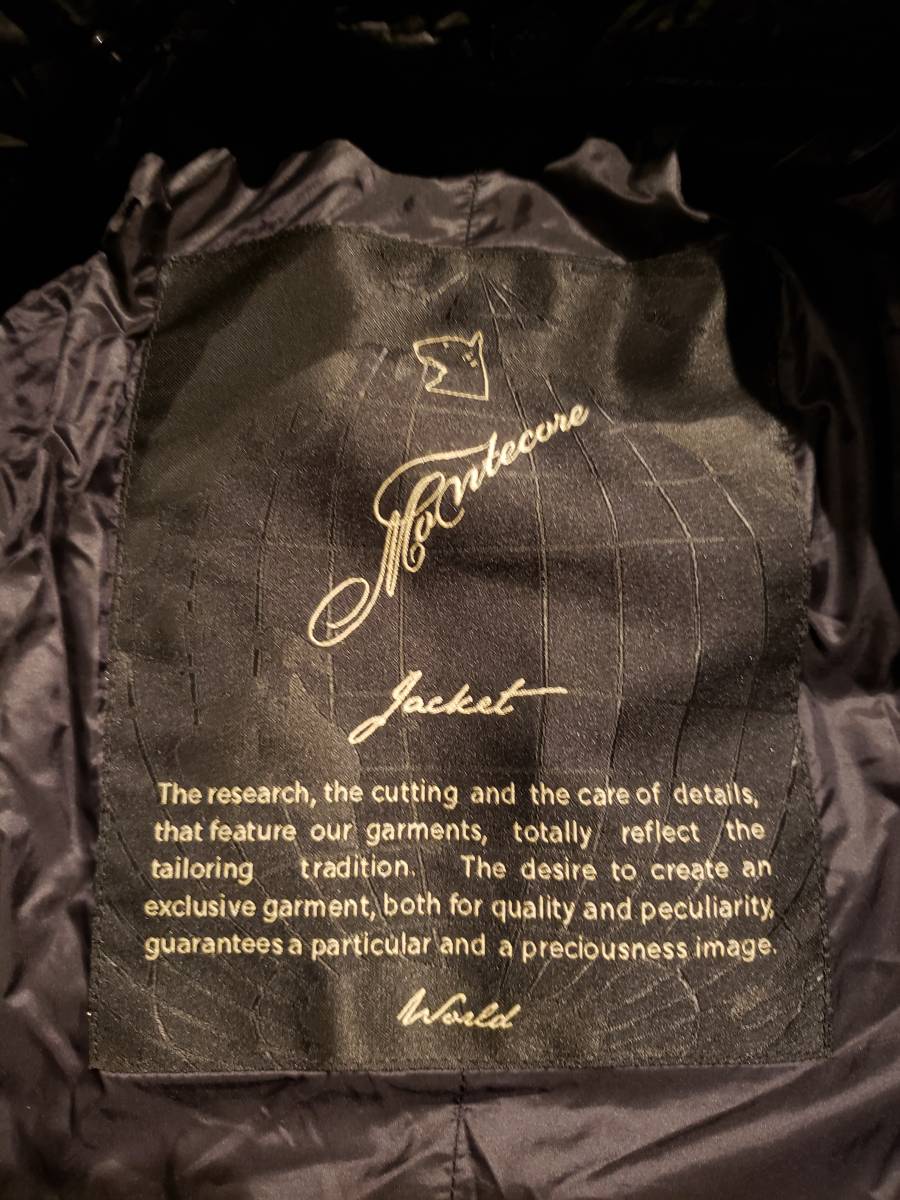 Montecore
Jacket
The research, the cutting and the care of details,
that feature our garments, totally reflect the
tailoring tradition. The desire to create an
exclusive garment, both for quality and peculiarity,
guarantees a particular and a preciousness image.
World